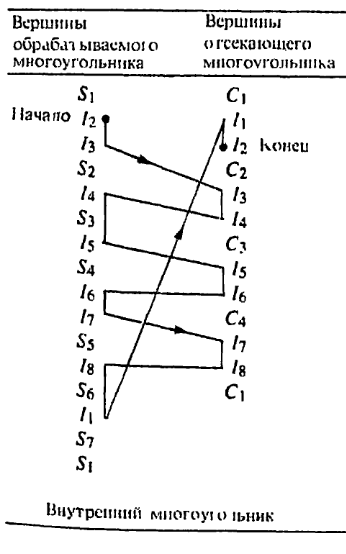 Вершины Вершины
обрабатываемого отсекающего
многоугольника многоугольника
S1 C1
Начало I2 I1
I3 I2 Конец
S2 C2
I4 I3
S3 I4
I5 C3
S4 I5
I6 I6
I7 C4
S5 I7
I8 I8
S6 C1
I1
S7
S1
Внутренний многоугольник